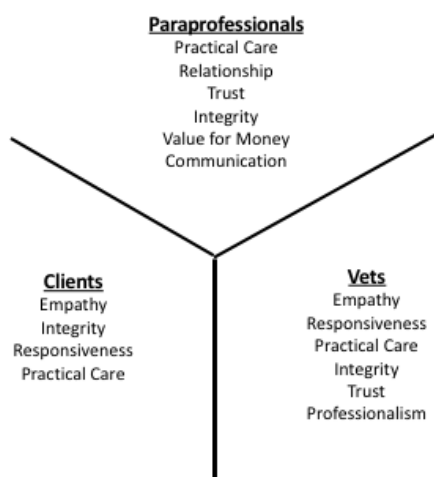 Paraprofessionals
Practical Care
Relationship
Trust
Integrity
Value for Money
Communication
Clients
Empathy
Integrity
Responsiveness
Practical Care
Vets
Empathy
Responsiveness
Practical Care
Integrity
Trust
Professionalism